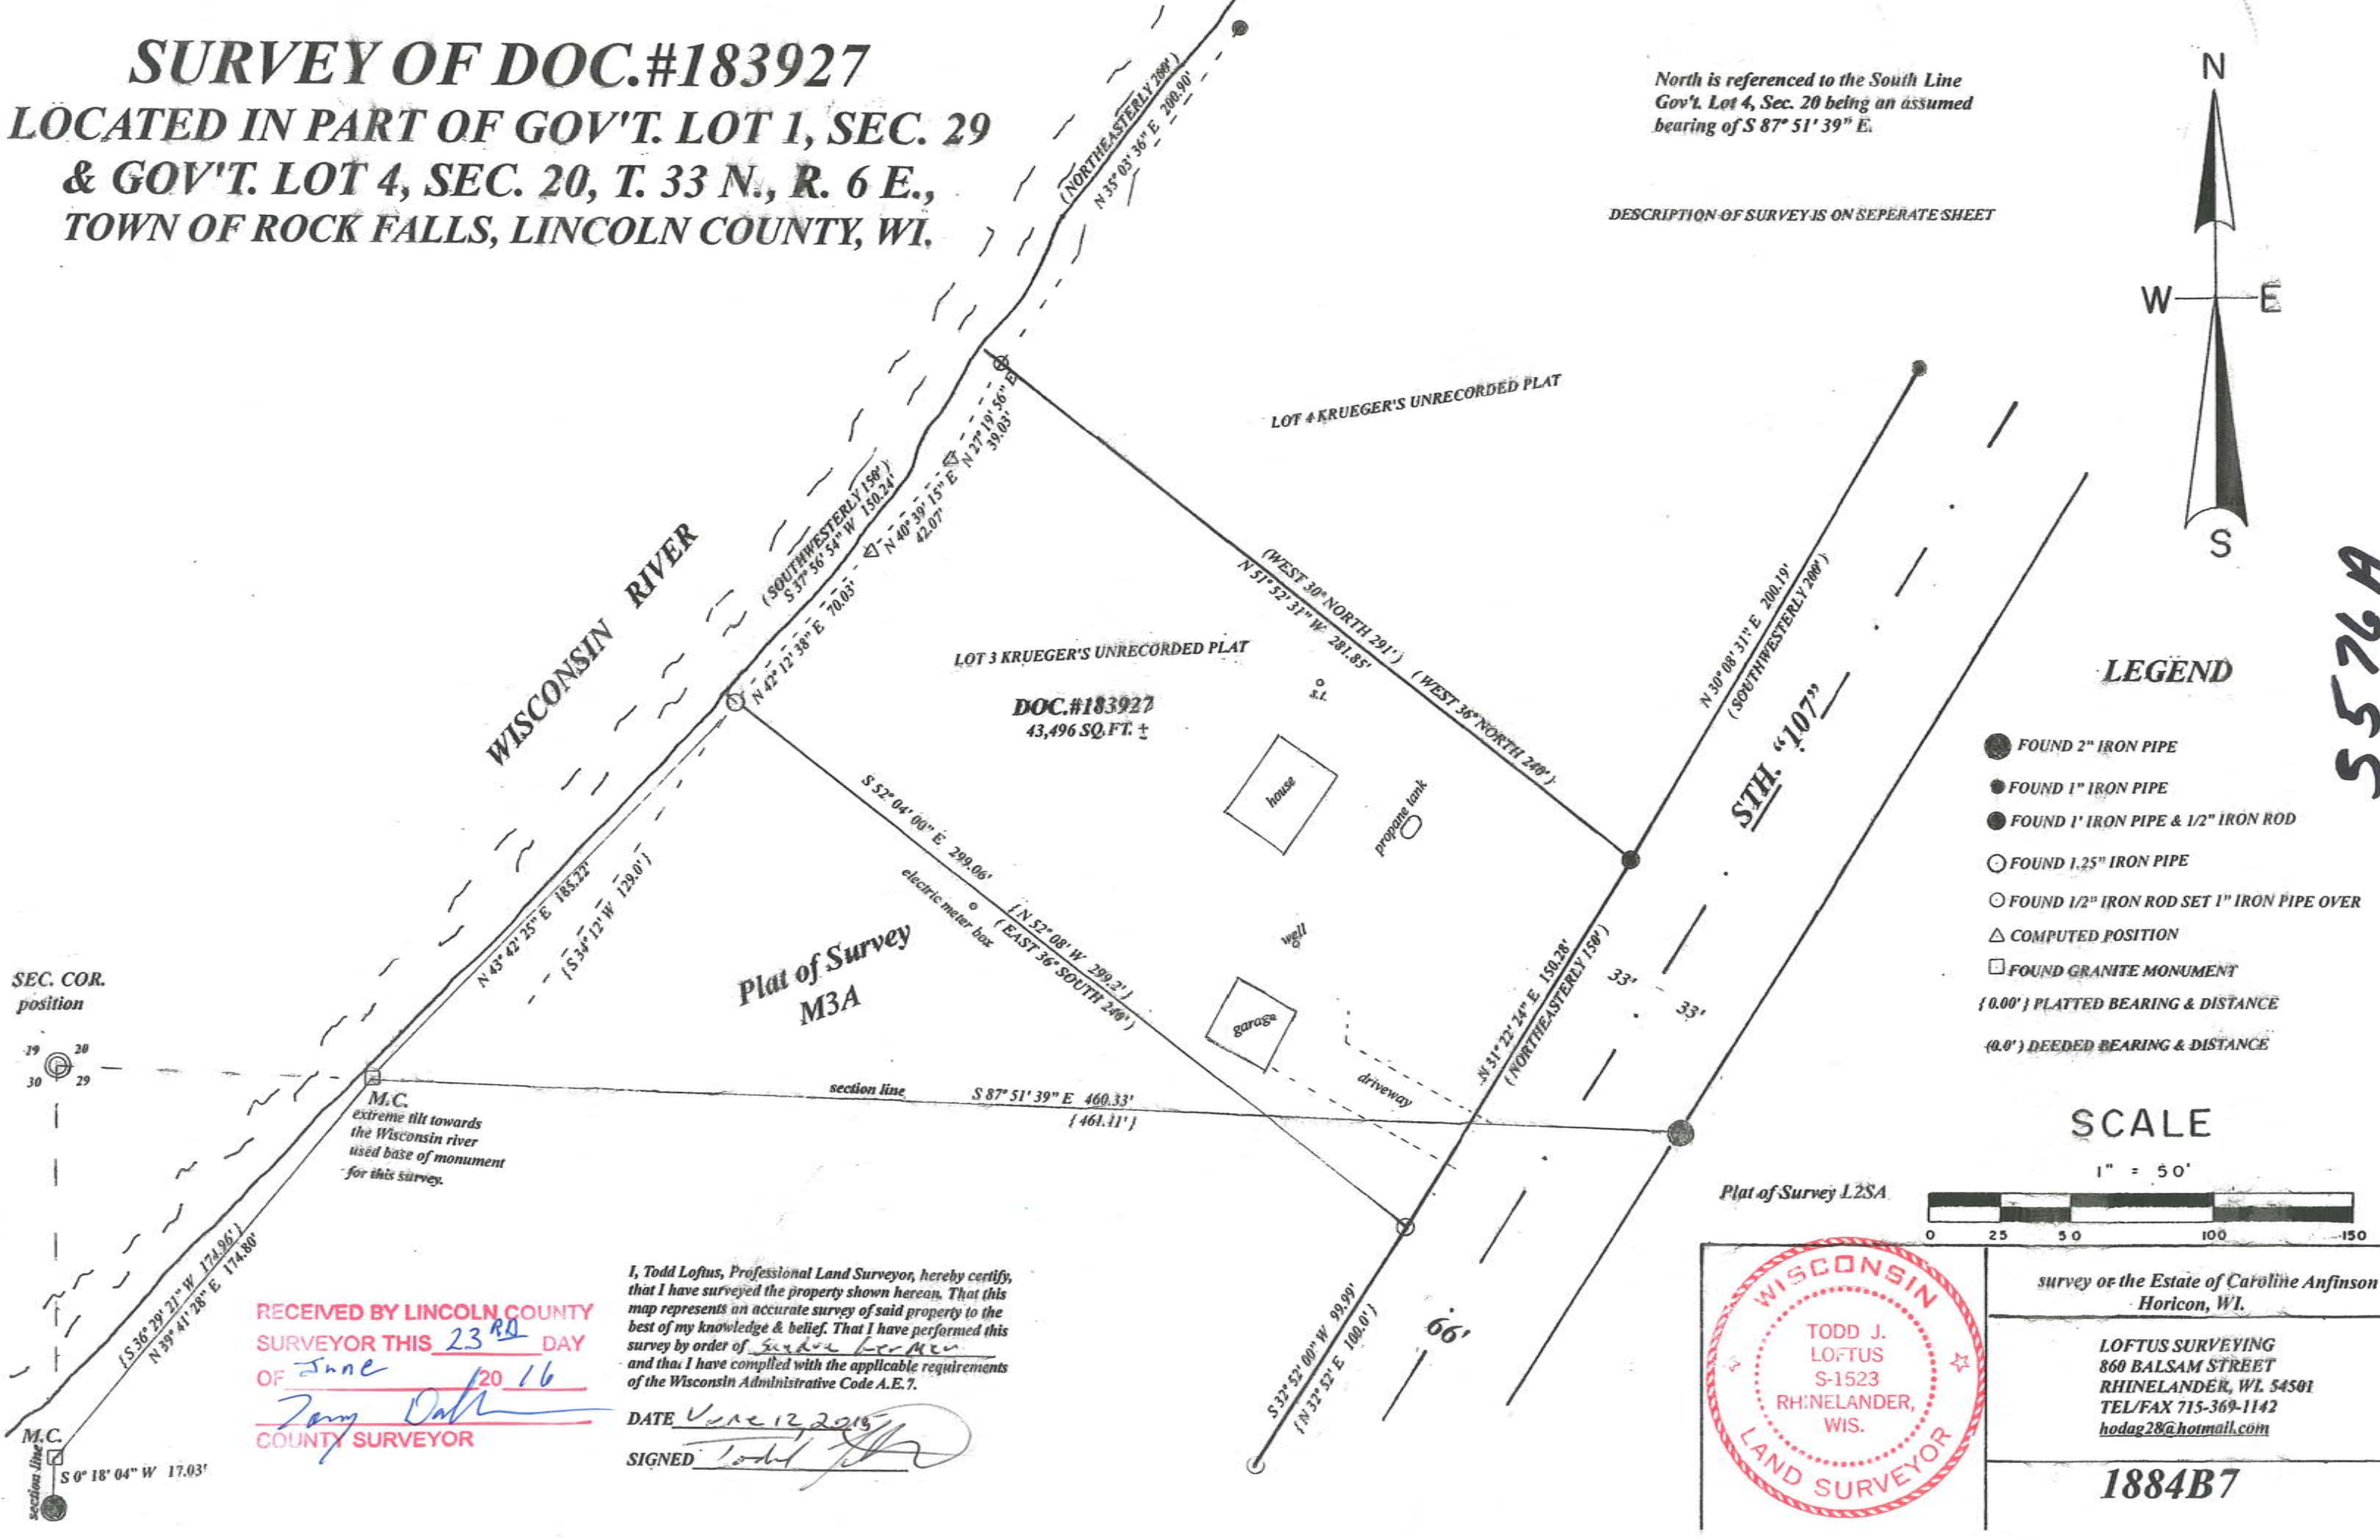 SURVEY OF DOC.#183927
LOCATED IN PART OF GOV'T. LOT 1, SEC. 29
& GOV'T. LOT 4, SEC. 20, T. 33 N., R. 6 E.,
TOWN OF ROCK FALLS, LINCOLN COUNTY, WI.
North is referenced to the South Line
Gov't. Lot 4, Sec. 20 being an assumed
bearing of S 87° 51' 39" E.
DESCRIPTION OF SURVEY IS ON SEPERATE SHEET
N
W E
S
5576A
(NORTHEASTERLY 200')
N 35° 03' 36" E 200.90'
LOT 4 KRUEGER'S UNRECORDED PLAT
N 27° 19' 56" E
39.03'
N 40° 39' 15" E
42.07'
(SOUTHWESTERLY 150')
S 37° 56' 54" W 150.24'
N 42° 12' 38" E 70.03'
WISCONSIN RIVER
(WEST 30° NORTH 291') (WEST 36° NORTH 240')
N 51° 52' 31" W 281.85'
N 30° 08' 31" E 200.19'
(SOUTHWESTERLY 200')
STH. "107"
LOT 3 KRUEGER'S UNRECORDED PLAT
DOC.#183927
43,496 SQ.FT. ±
s.t.
house
propane tank
well
garage
driveway
S 52° 04' 00" E 299.06'
{N 52° 08' W 299.2'}
(EAST 36° SOUTH 240')
electric meter box
N 43° 42' 25" E 185.22'
{S 34° 12' W 129.0'}
Plat of Survey
M3A
N 31° 22' 24" E 150.28'
(NORTHEASTERLY 150')
33'
33'
66'
SEC. COR.
position
19 20
30 29
section line S 87° 51' 39" E 460.33'
{461.11'}
M.C.
extreme tilt towards
the Wisconsin river
used base of monument
for this survey.
{S 36° 29' 21" W 174.96'}
N 39° 41' 28" E 174.80'
M.C.
section line
S 0° 18' 04" W 17.03'
S 32° 52' 00" W 99.99'
{N 32° 52' E 100.0'}
LEGEND
FOUND 2" IRON PIPE
FOUND 1" IRON PIPE
FOUND 1' IRON PIPE & 1/2" IRON ROD
FOUND 1.25" IRON PIPE
FOUND 1/2" IRON ROD SET 1" IRON PIPE OVER
COMPUTED POSITION
FOUND GRANITE MONUMENT
{0.00'} PLATTED BEARING & DISTANCE
(0.0') DEEDED BEARING & DISTANCE
SCALE
1" = 50'
0 25 50 100 150
Plat of Survey L2SA
RECEIVED BY LINCOLN COUNTY
SURVEYOR THIS 23RD DAY
OF June 2016
COUNTY SURVEYOR
I, Todd Loftus, Professional Land Surveyor, hereby certify,
that I have surveyed the property shown hereon. That this
map represents an accurate survey of said property to the
best of my knowledge & belief. That I have performed this
survey by order of
and that I have complied with the applicable requirements
of the Wisconsin Administrative Code A.E.7.
DATE June 12, 2015
SIGNED Todd
WISCONSIN
TODD J.
LOFTUS
S-1523
RHINELANDER,
WIS.
LAND SURVEYOR
survey or the Estate of Caroline Anfinson
Horicon, WI.
LOFTUS SURVEYING
860 BALSAM STREET
RHINELANDER, WI. 54501
TEL/FAX 715-369-1142
hodag28@hotmail.com
1884B7